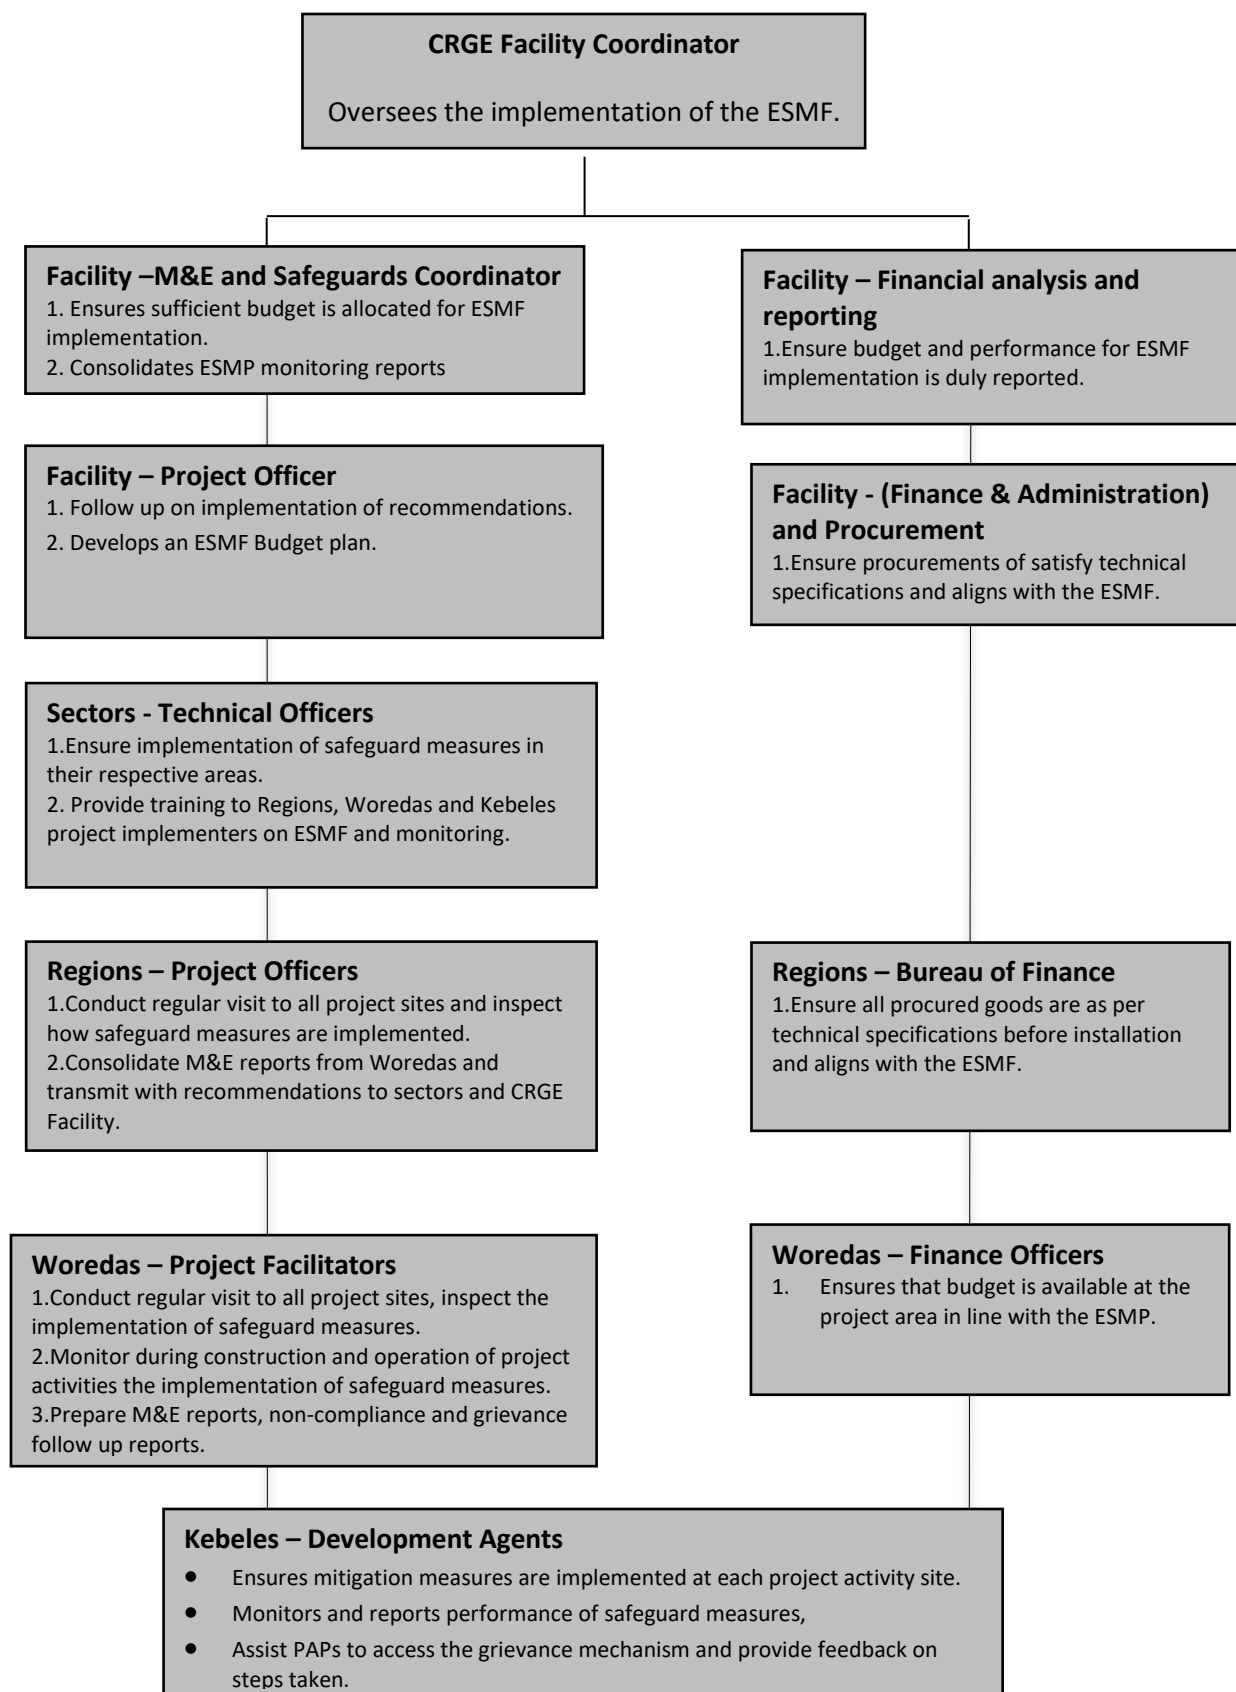 CRGE Facility Coordinator
Oversees the implementation of the ESMF.
Facility –M&E and Safeguards Coordinator
1. Ensures sufficient budget is allocated for ESMF
implementation.
2. Consolidates ESMP monitoring reports
Facility – Financial analysis and
reporting
1.Ensure budget and performance for ESMF
implementation is duly reported.
Facility – Project Officer
1. Follow up on implementation of recommendations.
2. Develops an ESMF Budget plan.
Facility - (Finance & Administration)
and Procurement
1.Ensure procurements of satisfy technical
specifications and aligns with the ESMF.
Sectors - Technical Officers
1.Ensure implementation of safeguard measures in
their respective areas.
2. Provide training to Regions, Woredas and Kebeles
project implementers on ESMF and monitoring.
Regions – Project Officers
1.Conduct regular visit to all project sites and inspect
how safeguard measures are implemented.
2.Consolidate M&E reports from Woredas and
transmit with recommendations to sectors and CRGE
Facility.
Regions – Bureau of Finance
1.Ensure all procured goods are as per
technical specifications before installation
and aligns with the ESMF.
Woredas – Project Facilitators
1.Conduct regular visit to all project sites, inspect the
implementation of safeguard measures.
2.Monitor during construction and operation of project
activities the implementation of safeguard measures.
3.Prepare M&E reports, non-compliance and grievance
follow up reports.
Woredas – Finance Officers
1. Ensures that budget is available at the
project area in line with the ESMP.
Kebeles – Development Agents
● Ensures mitigation measures are implemented at each project activity site.
● Monitors and reports performance of safeguard measures,
● Assist PAPs to access the grievance mechanism and provide feedback on
steps taken.